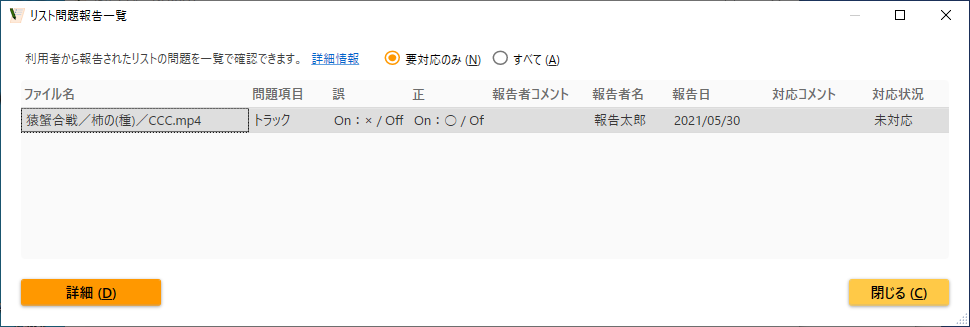 リスト問題報告一覧
利用者から報告されたリストの問題を一覧で確認できます。 詳細情報 要対応のみ (N) すべて (A)
ファイル名 問題項目 誤 正 報告者コメント 報告者名 報告日 対応コメント 対応状況
猿蟹合戦／柿の(種)／CCC.mp4 トラック On：× / Off On：○ / Of 報告太郎 2021/05/30 未対応
詳細 (D) 閉じる (C)